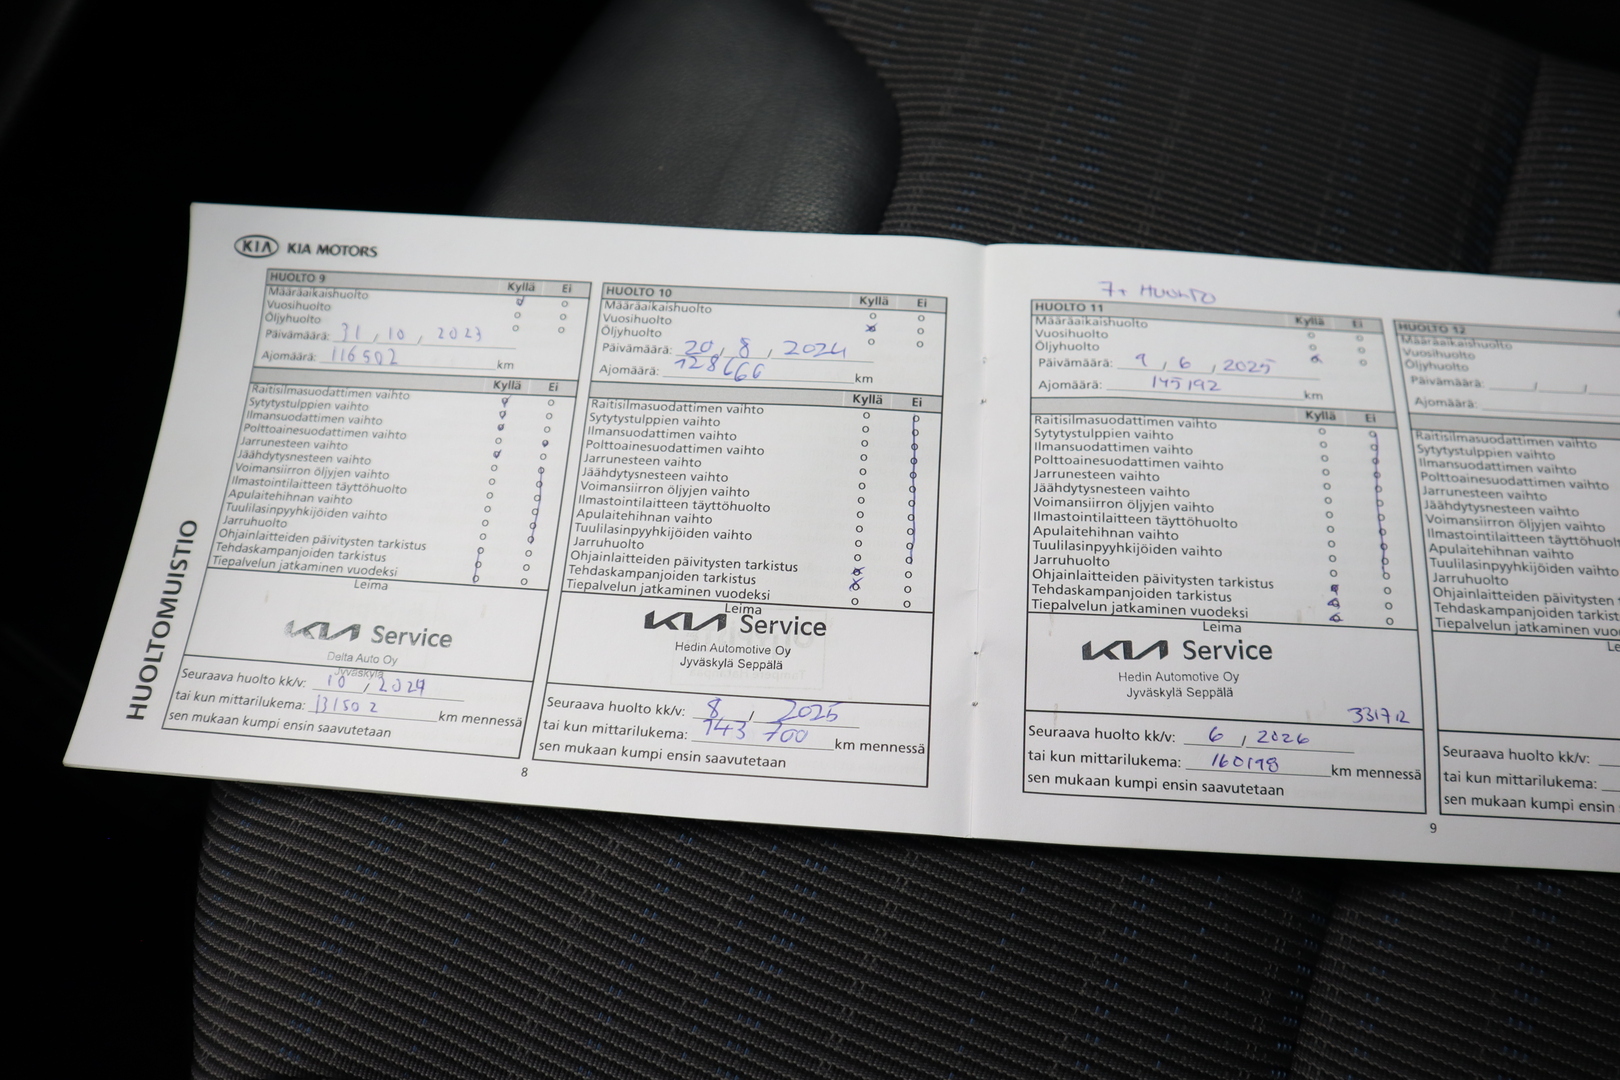 KIA KIA MOTORS
HUOLTOMUISTIO
HUOLTO 9 Kyllä Ei
Määräaikaishuolto
Vuosihuolto
Öljyhuolto
Päivämäärä: 31, 10, 2023
Ajomäärä: 116502 km
Kyllä Ei
Raitisilmasuodattimen vaihto
Sytytystulppien vaihto
Ilmansuodattimen vaihto
Polttoainesuodattimen vaihto
Jarrunesteen vaihto
Jäähdytysnesteen vaihto
Voimansiirron öljyjen vaihto
Ilmastointilaitteen täyttöhuolto
Apulaitehihnan vaihto
Tuulilasinpyyhkijöiden vaihto
Jarruhuolto
Ohjainlaitteiden päivitysten tarkistus
Tehdaskampanjoiden tarkistus
Tiepalvelun jatkaminen vuodeksi
Leima
KIA Service
Delta Auto Oy
Jyväskylä
Seuraava huolto kk/v: 10, 2024
tai kun mittarilukema: 131502 km mennessä
sen mukaan kumpi ensin saavutetaan
8
HUOLTO 10 Kyllä Ei
Määräaikaishuolto
Vuosihuolto
Öljyhuolto
Päivämäärä: 20, 8, 2024
Ajomäärä: 128666 km
Kyllä Ei
Raitisilmasuodattimen vaihto
Sytytystulppien vaihto
Ilmansuodattimen vaihto
Polttoainesuodattimen vaihto
Jarrunesteen vaihto
Jäähdytysnesteen vaihto
Voimansiirron öljyjen vaihto
Ilmastointilaitteen täyttöhuolto
Apulaitehihnan vaihto
Tuulilasinpyyhkijöiden vaihto
Jarruhuolto
Ohjainlaitteiden päivitysten tarkistus
Tehdaskampanjoiden tarkistus
Tiepalvelun jatkaminen vuodeksi
Leima
KIA Service
Hedin Automotive Oy
Jyväskylä Seppälä
Seuraava huolto kk/v: 8, 2025
tai kun mittarilukema: 143 700 km mennessä
sen mukaan kumpi ensin saavutetaan
7+ HUOLTO
HUOLTO 11 Kyllä Ei
Määräaikaishuolto
Vuosihuolto
Öljyhuolto
Päivämäärä: 9, 6, 2025
Ajomäärä: 145192 km
Kyllä Ei
Raitisilmasuodattimen vaihto
Sytytystulppien vaihto
Ilmansuodattimen vaihto
Polttoainesuodattimen vaihto
Jarrunesteen vaihto
Jäähdytysnesteen vaihto
Voimansiirron öljyjen vaihto
Ilmastointilaitteen täyttöhuolto
Apulaitehihnan vaihto
Tuulilasinpyyhkijöiden vaihto
Jarruhuolto
Ohjainlaitteiden päivitysten tarkistus
Tehdaskampanjoiden tarkistus
Tiepalvelun jatkaminen vuodeksi
Leima
KIA Service
Hedin Automotive Oy
Jyväskylä Seppälä
331712
Seuraava huolto kk/v: 6, 2026
tai kun mittarilukema: 160198 km mennessä
sen mukaan kumpi ensin saavutetaan
9
HUOLTO 12
Määräaikaishuolto
Vuosihuolto
Öljyhuolto
Päivämäärä:
Ajomäärä:
Raitisilmasuodattimen vaihto
Sytytystulppien vaihto
Ilmansuodattimen vaihto
Polttoainesuodattimen vaihto
Jarrunesteen vaihto
Jäähdytysnesteen vaihto
Voimansiirron öljyjen vaihto
Ilmastointilaitteen täyttöhuol
Apulaitehihnan vaihto
Tuulilasinpyyhkijöiden vaihto
Jarruhuolto
Ohjainlaitteiden päivitysten
Tehdaskampanjoiden tarkist
Tiepalvelun jatkaminen vuo
Le
Seuraava huolto kk/v:
tai kun mittarilukema:
sen mukaan kumpi ensin